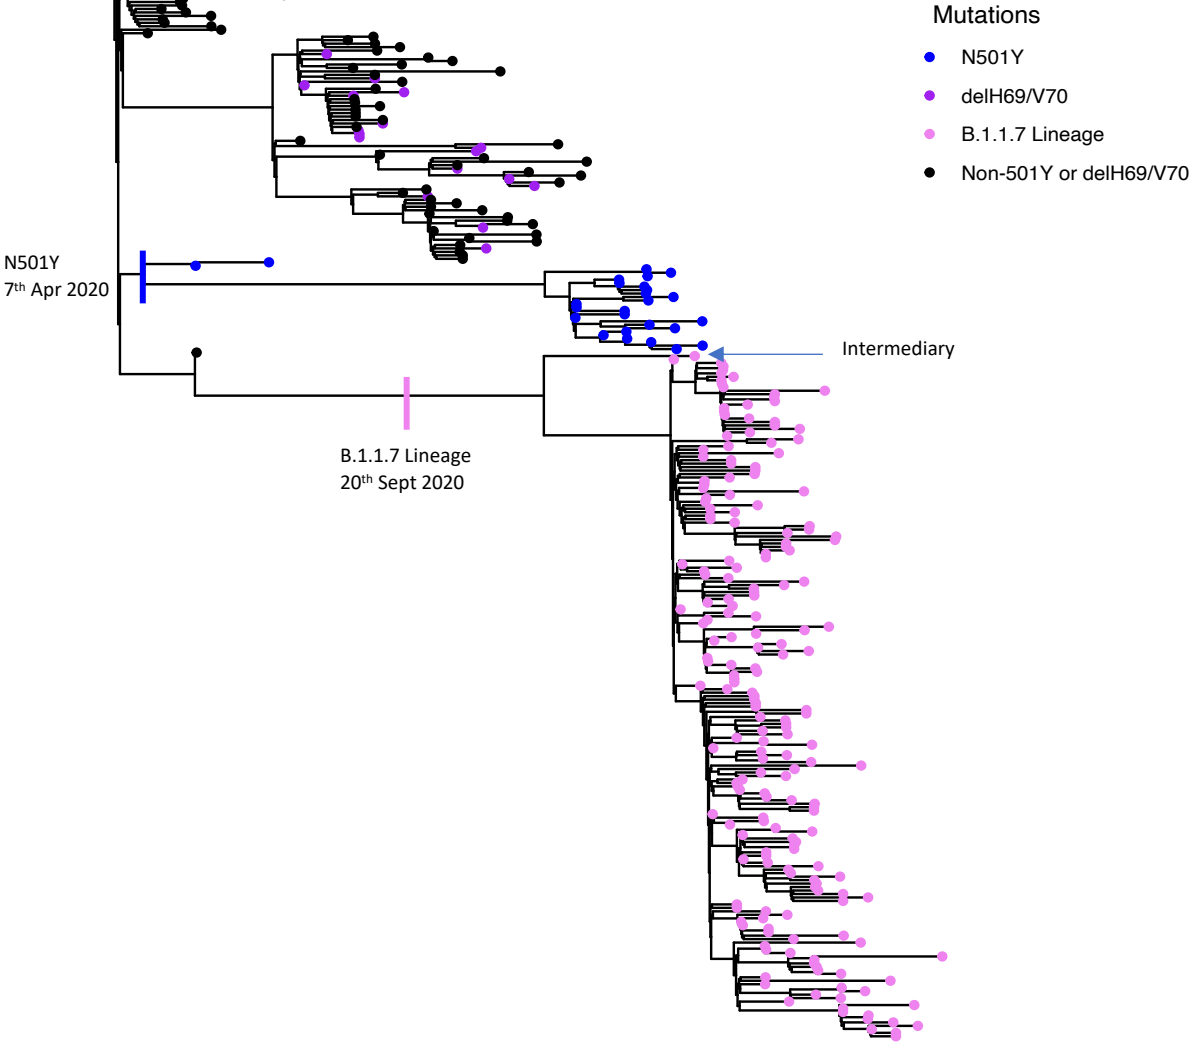 Mutations
N501Y
delH69/V70
B.1.1.7 Lineage
Non-501Y or delH69/V70
N501Y
7th Apr 2020
Intermediary
B.1.1.7 Lineage
20th Sept 2020